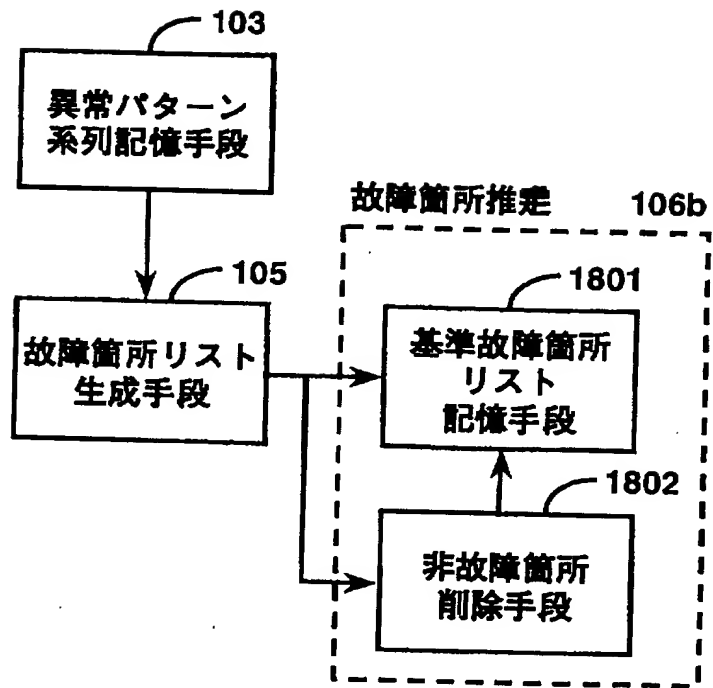 103
異常パターン
系列記憶手段
故障箇所推定 106b
105
故障箇所リスト
生成手段
1801
基準故障箇所
リスト
記憶手段
1802
非故障箇所
削除手段